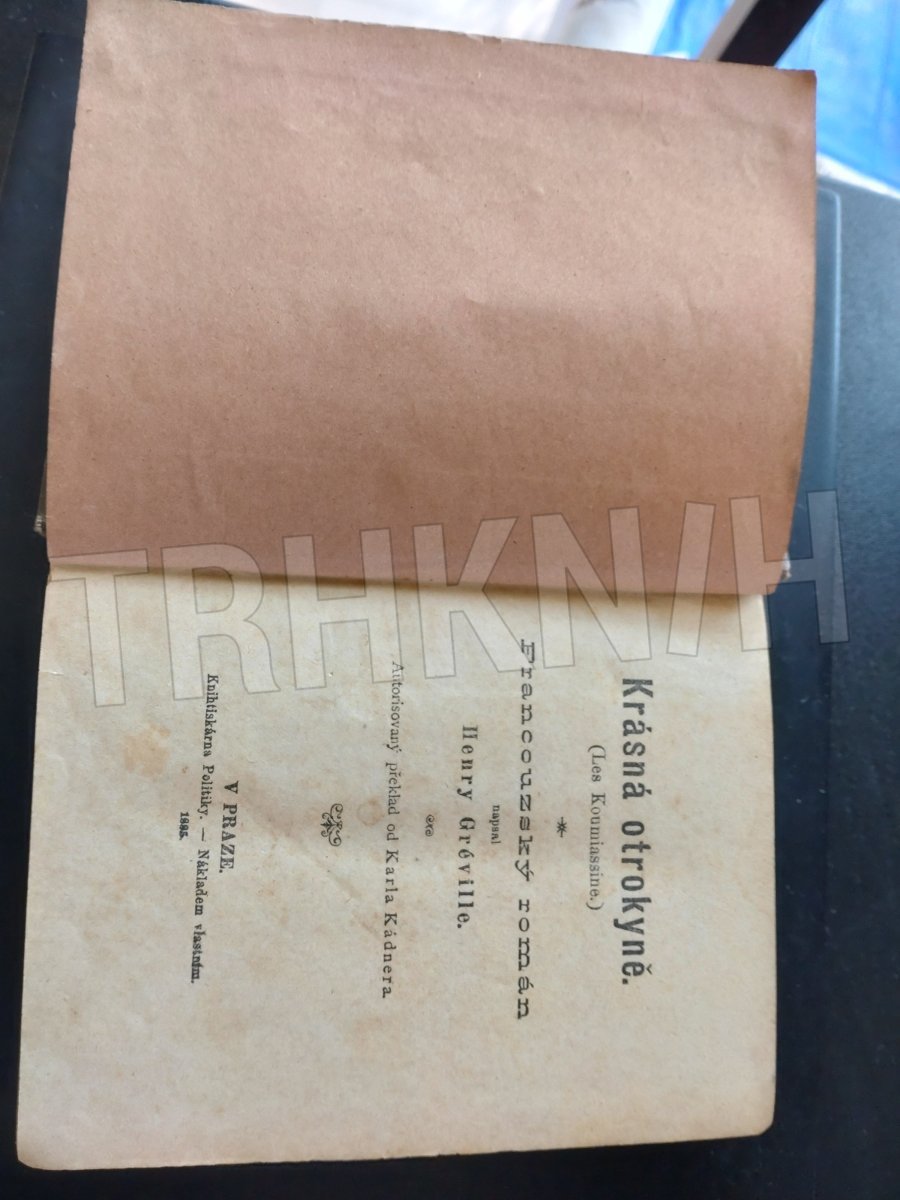 Krásná otrokyně.
(Les Koumiassine.)
Francouzský román
napsal
Henry Gréville.
Autorisovaný překlad od Karla Kádnera
V PRAZE.
Knihtiskárna Politiky. — Nákladem vlastním.
1885.
TRHKNIH